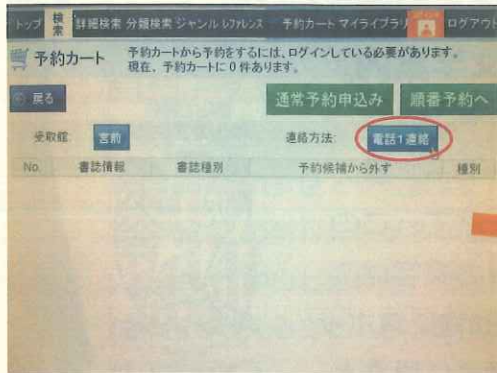 トップ 検索 詳細検索 分類検索 ジャンル レファレンス 予約カート マイライブラリ ログアウト
予約カート 予約カートから予約をするには、ログインしている必要があります。
現在、予約カートに0件あります。
戻る 通常予約申込み 順番予約へ
受取館: 宮前 連絡方法: 電話1連絡
No. 書誌情報 書誌種別 予約候補から外す 種別